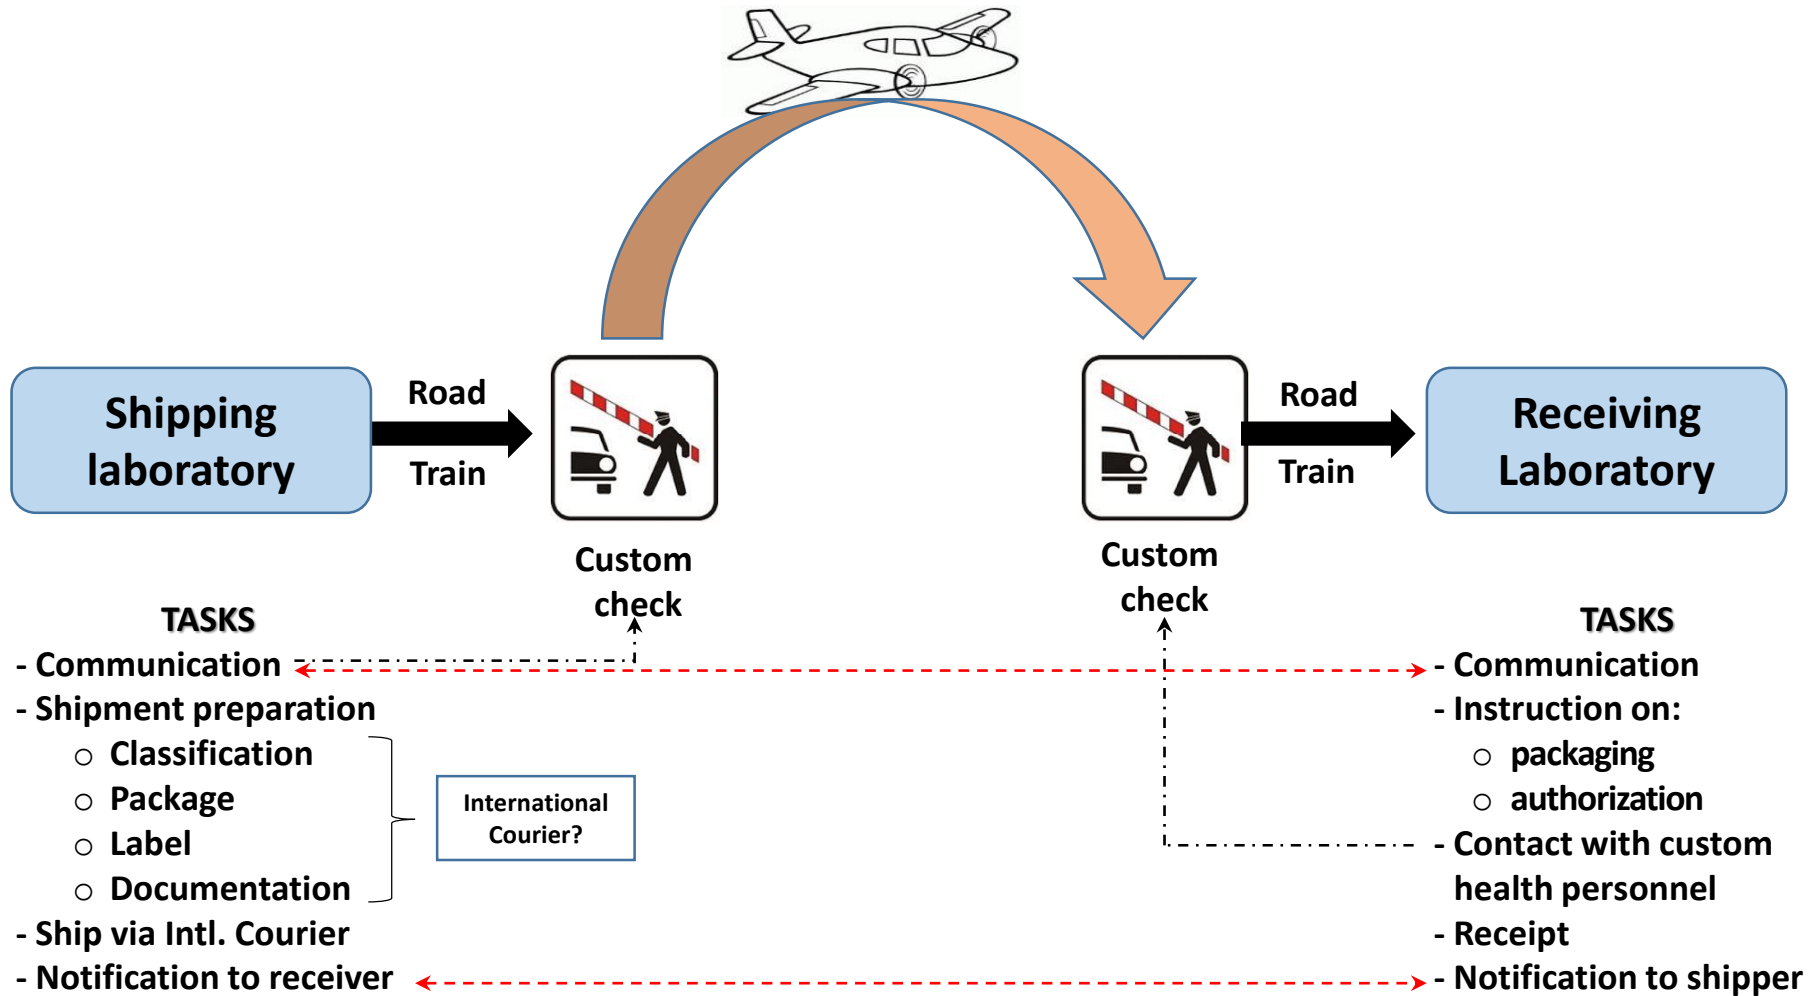 Shipping
laboratory
Road
Train
Custom
check
Custom
check
Road
Train
Receiving
Laboratory
TASKS
- Communication
- Shipment preparation
o Classification
o Package
o Label
o Documentation
International
Courier?
- Ship via Intl. Courier
- Notification to receiver
TASKS
- Communication
- Instruction on:
o packaging
o authorization
- Contact with custom
health personnel
- Receipt
- Notification to shipper